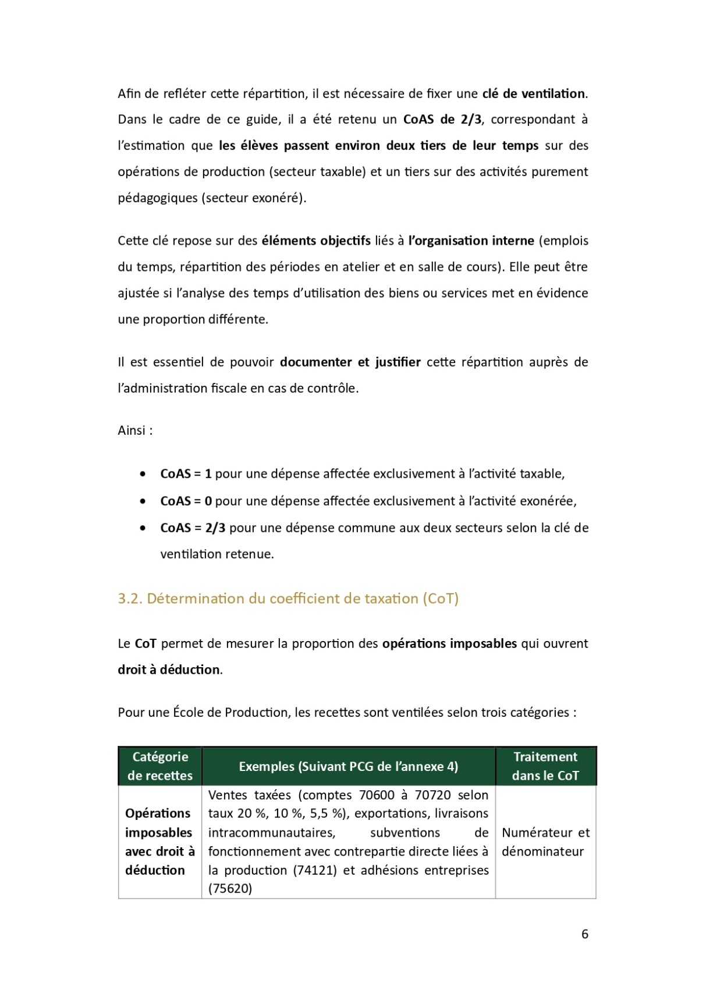 Afin de refléter cette répartition, il est nécessaire de fixer une clé de ventilation.
Dans le cadre de ce guide, il a été retenu un CoAS de 2/3, correspondant à
l’estimation que les élèves passent environ deux tiers de leur temps sur des
opérations de production (secteur taxable) et un tiers sur des activités purement
pédagogiques (secteur exonéré).
Cette clé repose sur des éléments objectifs liés à l’organisation interne (emplois
du temps, répartition des périodes en atelier et en salle de cours). Elle peut être
ajustée si l’analyse des temps d’utilisation des biens ou services met en évidence
une proportion différente.
Il est essentiel de pouvoir documenter et justifier cette répartition auprès de
l’administration fiscale en cas de contrôle.
Ainsi :
• CoAS = 1 pour une dépense affectée exclusivement à l’activité taxable,
• CoAS = 0 pour une dépense affectée exclusivement à l’activité exonérée,
• CoAS = 2/3 pour une dépense commune aux deux secteurs selon la clé de
ventilation retenue.
3.2. Détermination du coefficient de taxation (CoT)
Le CoT permet de mesurer la proportion des opérations imposables qui ouvrent
droit à déduction.
Pour une École de Production, les recettes sont ventilées selon trois catégories :
Catégorie
de recettes
Exemples (Suivant PCG de l’annexe 4)
Traitement
dans le CoT
Opérations
imposables
avec droit à
déduction
Ventes taxées (comptes 70600 à 70720 selon
taux 20 %, 10 %, 5,5 %), exportations, livraisons
intracommunautaires, subventions de
fonctionnement avec contrepartie directe liées à
la production (74121) et adhésions entreprises
(75620)
Numérateur et
dénominateur
6